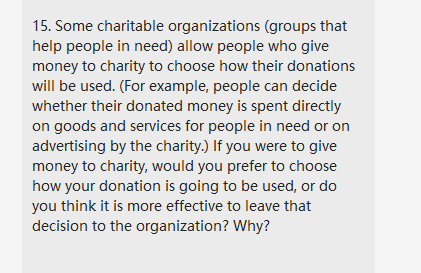 15. Some charitable organizations (groups that
help people in need) allow people who give
money to charity to choose how their donations
will be used. (For example, people can decide
whether their donated money is spent directly
on goods and services for people in need or on
advertising by the charity.) If you were to give
money to charity, would you prefer to choose
how your donation is going to be used, or do
you think it is more effective to leave that
decision to the organization? Why?